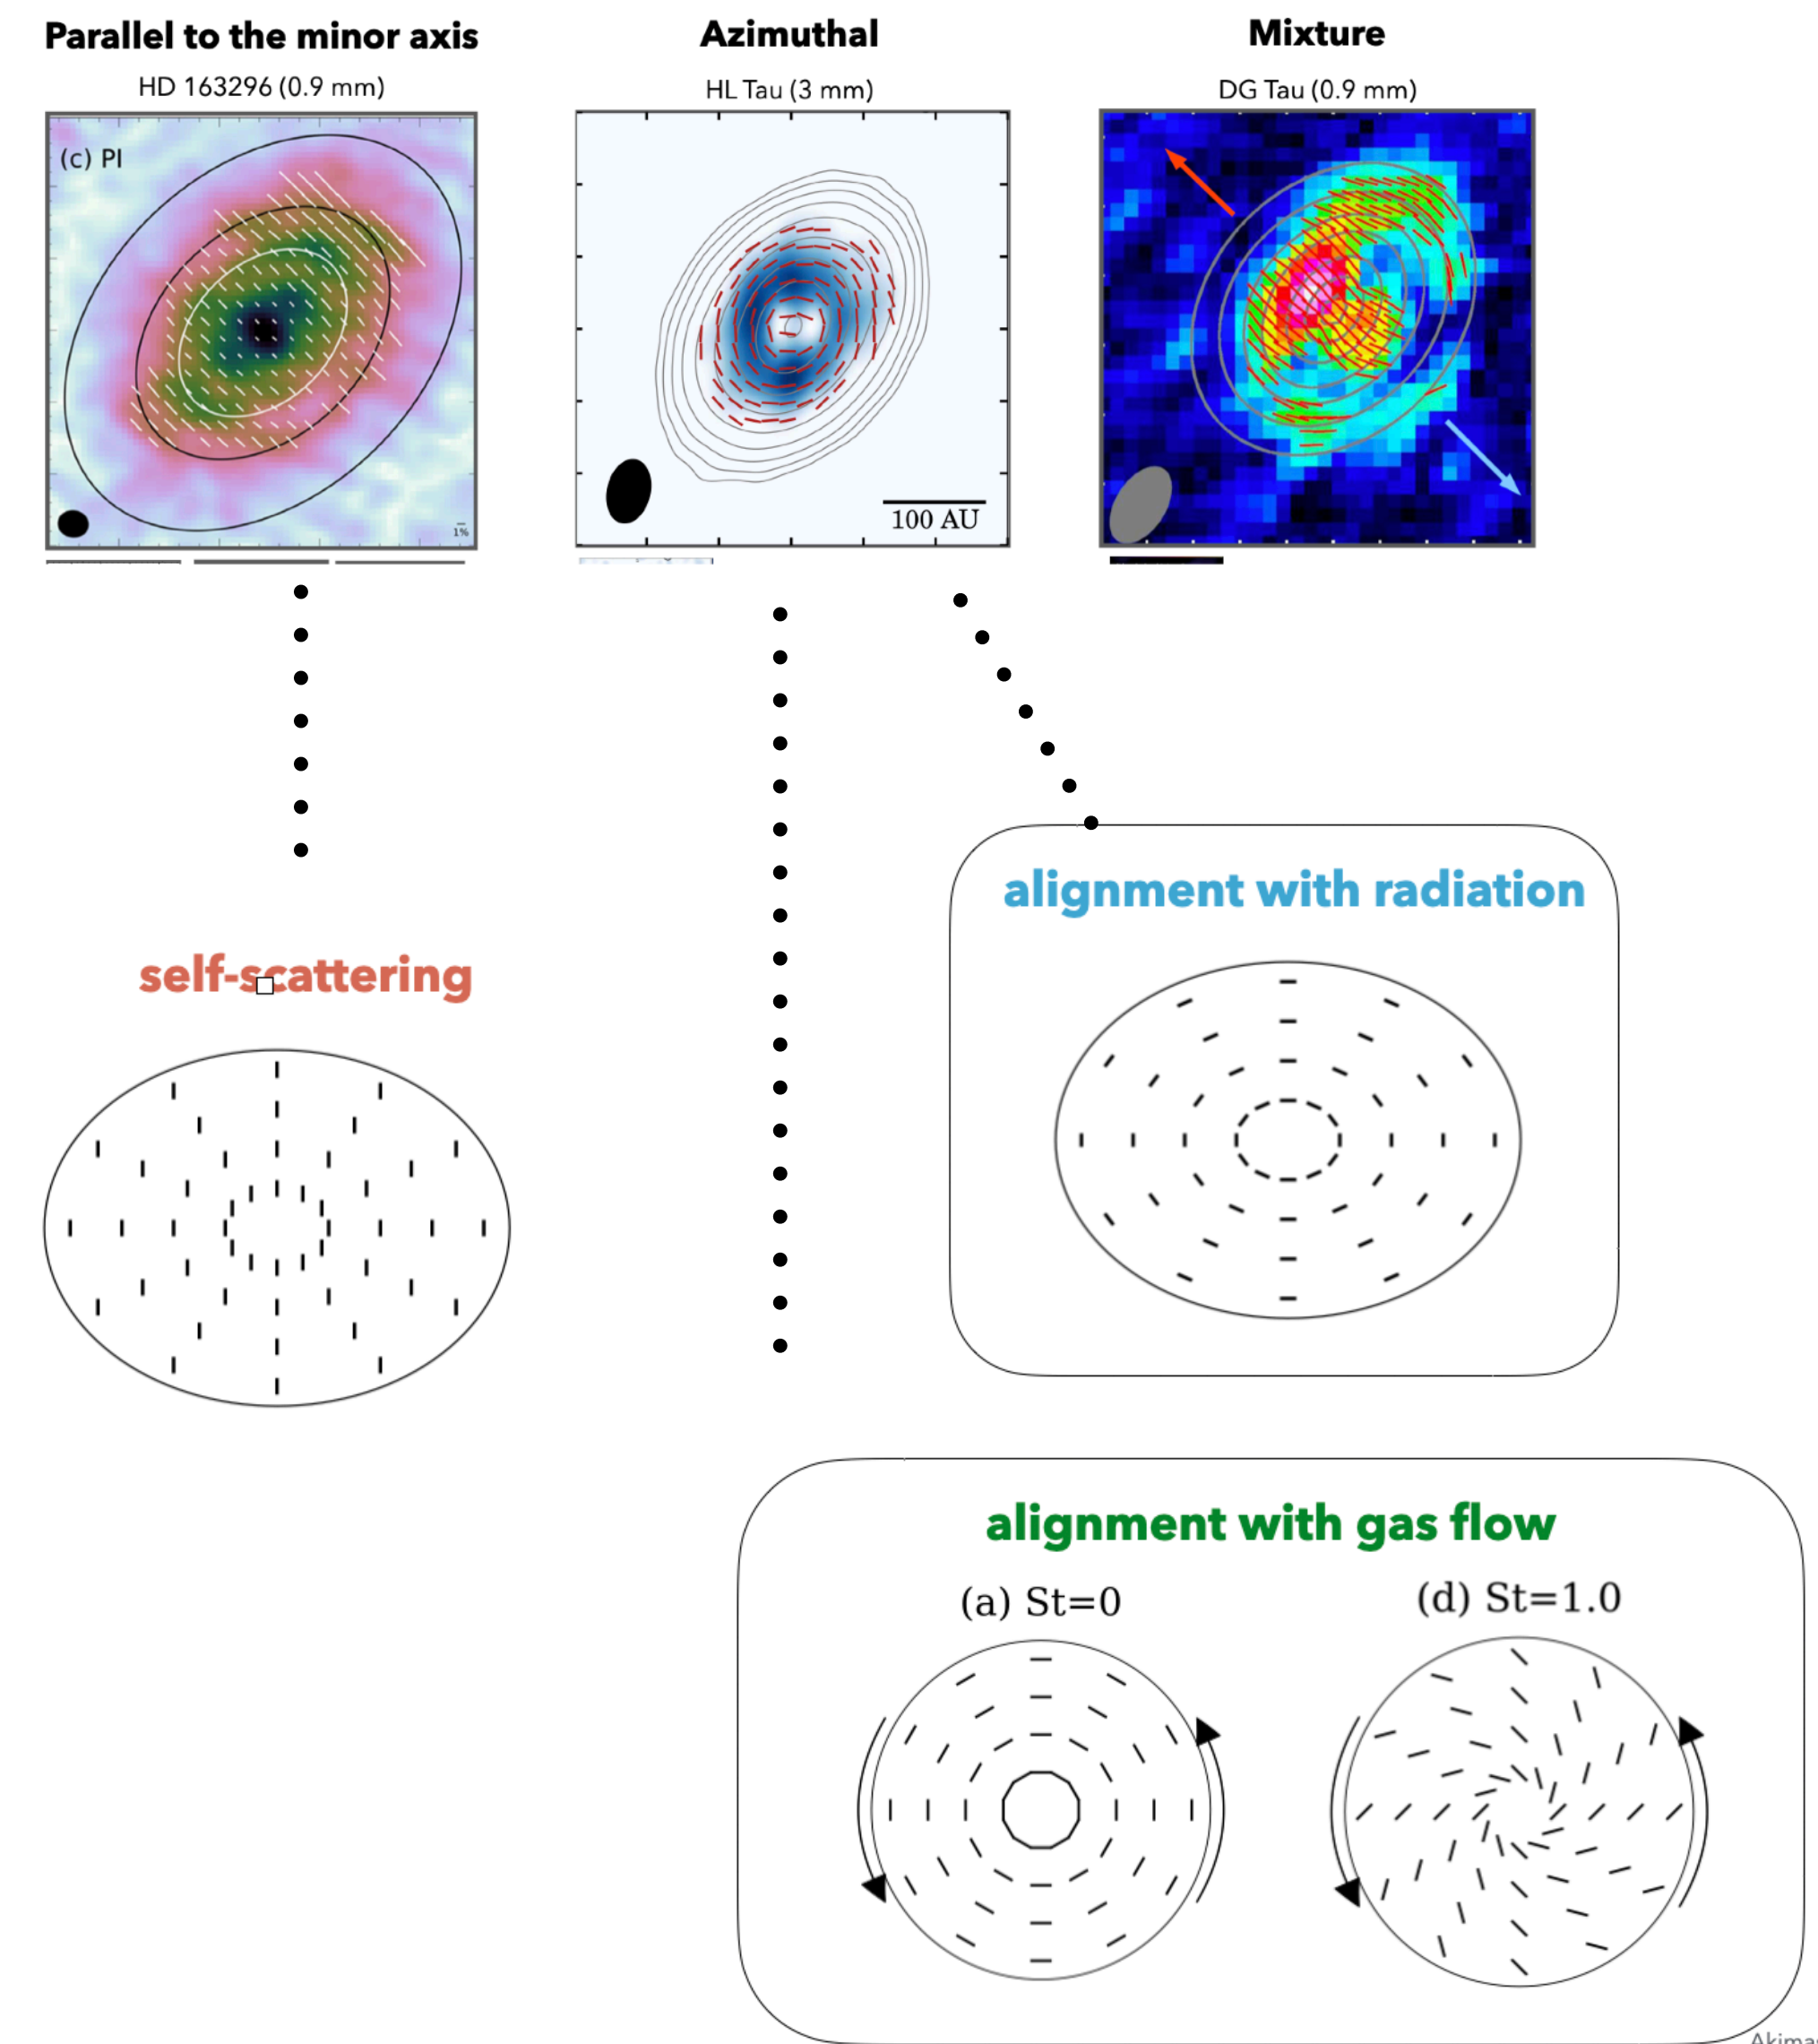 Parallel to the minor axis
HD 163296 (0.9 mm)
(c) PI
1%
Azimuthal
HL Tau (3 mm)
100 AU
Mixture
DG Tau (0.9 mm)
self-scattering
alignment with radiation
alignment with gas flow
(a) St=0
(d) St=1.0